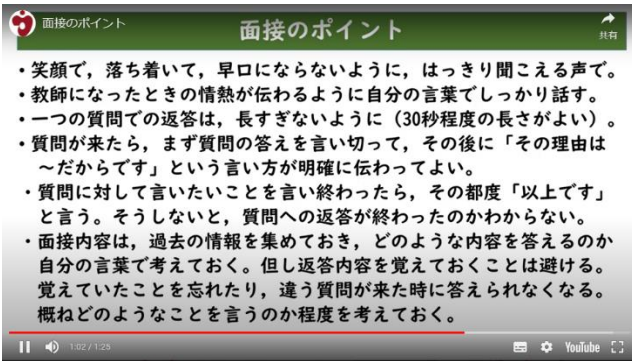 面接のポイント
面接のポイント
共有
・笑顔で，落ち着いて，早口にならないように，はっきり聞こえる声で。
・教師になったときの情熱が伝わるように自分の言葉でしっかり話す。
・一つの質問での返答は，長すぎないように（30秒程度の長さがよい）。
・質問が来たら，まず質問の答えを言い切って，その後に「その理由は
～だからです」という言い方が明確に伝わってよい。
・質問に対して言いたいことを言い終わったら，その都度「以上です」
と言う。そうしないと，質問への返答が終わったのかわからない。
・面接内容は，過去の情報を集めておき，どのような内容を答えるのか
自分の言葉で考えておく。但し返答内容を覚えておくことは避ける。
覚えていたことを忘れたり，違う質問が来た時に答えられなくなる。
概ねどのようなことを言うのか程度を考えておく。
1:02 / 1:25
YouTube